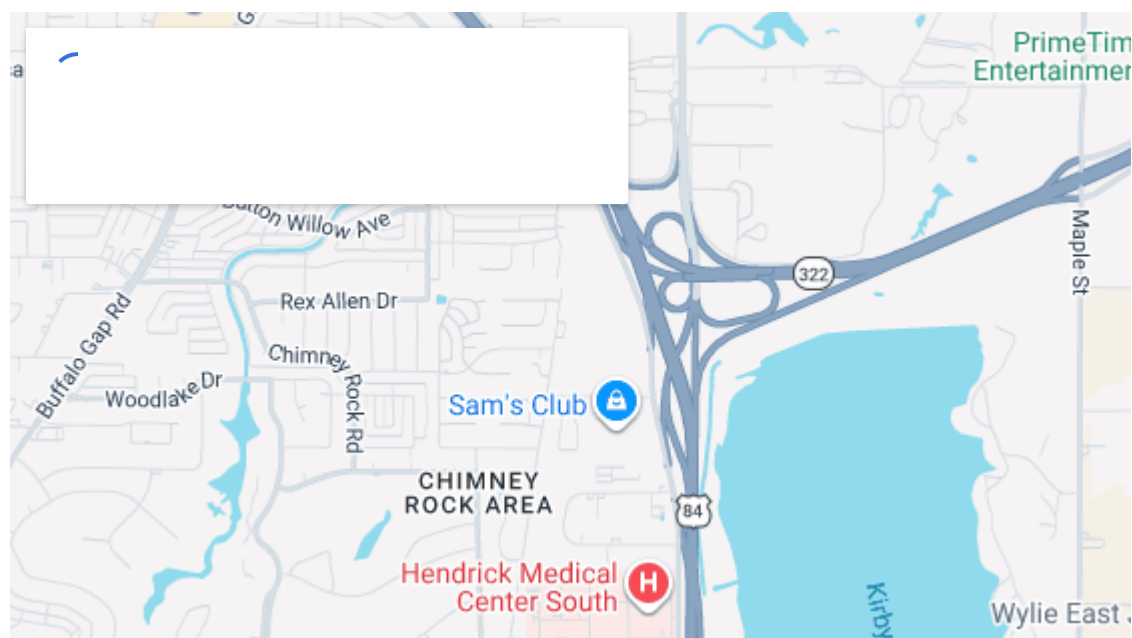 PrimeTim
Entertainmer
Button Willow Ave
Maple St
322
Rex Allen Dr
Buffalo Gap Rd
Chimney Rock Rd
Woodlake Dr
Sam's Club
CHIMNEY
ROCK AREA
84
Hendrick Medical
Center South
H
Kirby
Wylie East